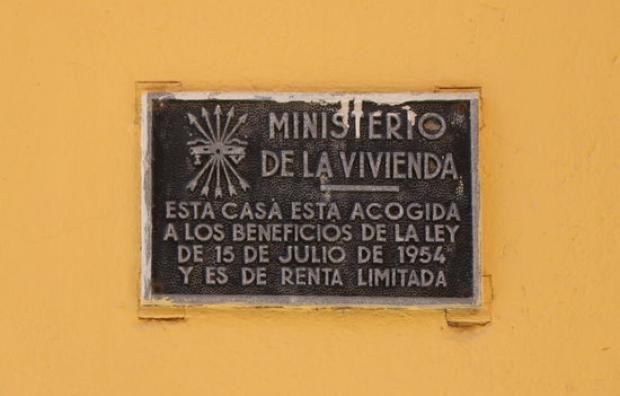 MINISTERIO
DE LA VIVIENDA
ESTA CASA ESTA ACOGIDA
A LOS BENEFICIOS DE LA LEY
DE 15 DE JULIO DE 1954
Y ES DE RENTA LIMITADA